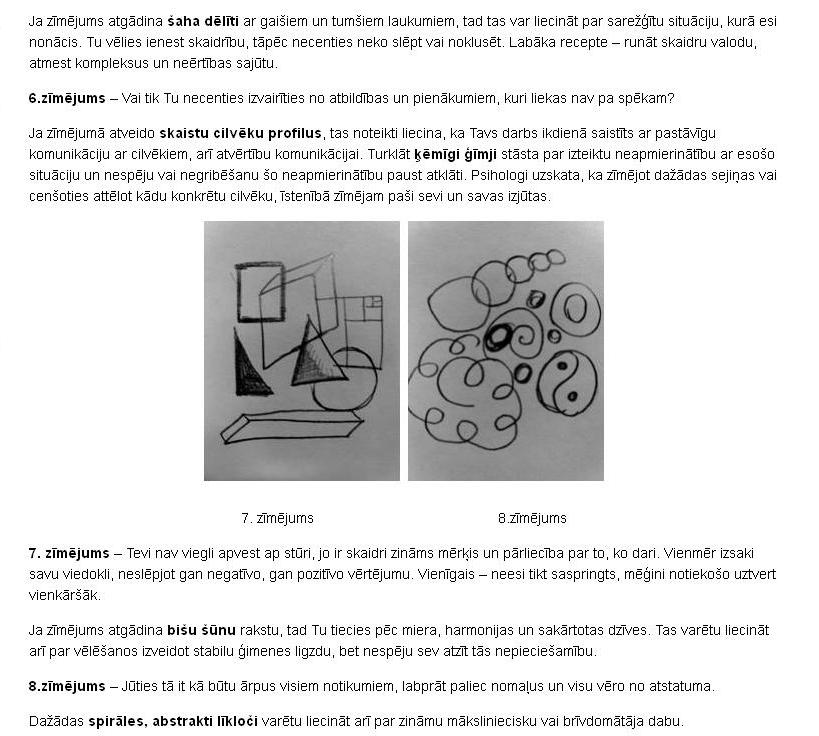 Ja zīmējums atgādina šaha dēlīti ar gaišiem un tumšiem laukumiem, tad tas var liecināt par sarežģītu situāciju, kurā esi
nonācis. Tu vēlies ienest skaidrību, tāpēc necenties neko slēpt vai noklusēt. Labāka recepte – runāt skaidru valodu,
atmest kompleksus un neērtības sajūtu.
6.zīmējums – Vai tik Tu necenties izvairīties no atbildības un pienākumiem, kuri liekas nav pa spēkam?
Ja zīmējumā atveido skaistu cilvēku profilus, tas noteikti liecina, ka Tavs darbs ikdienā saistīts ar pastāvīgu
komunikāciju ar cilvēkiem, arī atvērtību komunikācijai. Turklāt ķēmīgi ģīmji stāsta par izteiktu neapmierinātību ar esošo
situāciju un nespēju vai negribēšanu šo neapmierinātību paust atklāti. Psihologi uzskata, ka zīmējot dažādas sejiņas vai
cenšoties attēlot kādu konkrētu cilvēku, īstenībā zīmējam paši sevi un savas izjūtas.
7. zīmējums
8.zīmējums
7. zīmējums – Tevi nav viegli apvest ap stūri, jo ir skaidri zināms mērķis un pārliecība par to, ko dari. Vienmēr izsaki
savu viedokli, neslēpjot gan negatīvo, gan pozitīvo vērtējumu. Vienīgais – neesi tikt saspringts, mēģini notiekošo uztvert
vienkāršāk.
Ja zīmējums atgādina bišu šūnu rakstu, tad Tu tiecies pēc miera, harmonijas un sakārtotas dzīves. Tas varētu liecināt
arī par vēlēšanos izveidot stabilu ģimenes ligzdu, bet nespēju sev atzīt tās nepieciešamību.
8.zīmējums – Jūties tā it kā būtu ārpus visiem notikumiem, labprāt paliec nomaļus un visu vēro no atstatuma.
Dažādas spirāles, abstrakti līkloči varētu liecināt arī par zināmu māksliniecisku vai brīvdomātāja dabu.